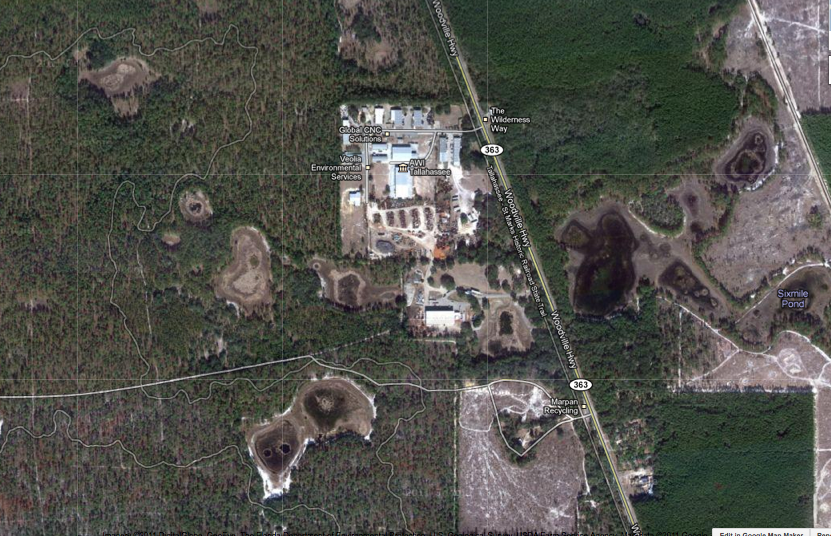 Woodville Hwy
The
Wilderness
Way
Global CNC
Solutions
363
Veolia
Environmental
Services
AWI
Tallahassee
Woodville Hwy
Tallahassee - St Marks Historic Railroad State Trail
Sixmile
Pond
Woodville Hwy
363
Marpan
Recycling
Edit in Google Map Maker